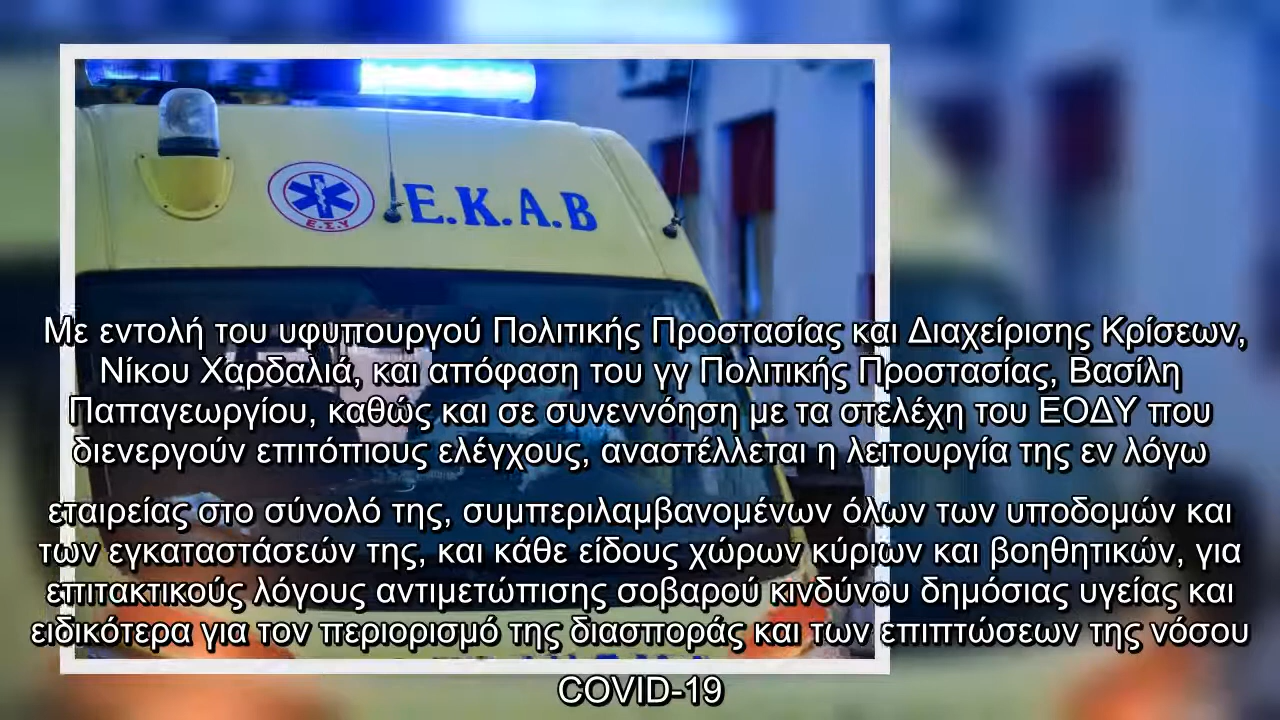 Ε.Κ.Α.Β
Ε.Σ.Υ
Με εντολή του υφυπουργού Πολιτικής Προστασίας και Διαχείρισης Κρίσεων,
Νίκου Χαρδαλιά, και απόφαση του γγ Πολιτικής Προστασίας, Βασίλη
Παπαγεωργίου, καθώς και σε συνεννόηση με τα στελέχη του ΕΟΔΥ που
διενεργούν επιτόπιους ελέγχους, αναστέλλεται η λειτουργία της εν λόγω
εταιρείας στο σύνολό της, συμπεριλαμβανομένων όλων των υποδομών και
των εγκαταστάσεών της, και κάθε είδους χώρων κύριων και βοηθητικών, για
επιτακτικούς λόγους αντιμετώπισης σοβαρού κινδύνου δημόσιας υγείας και
ειδικότερα για τον περιορισμό της διασποράς και των επιπτώσεων της νόσου
COVID-19